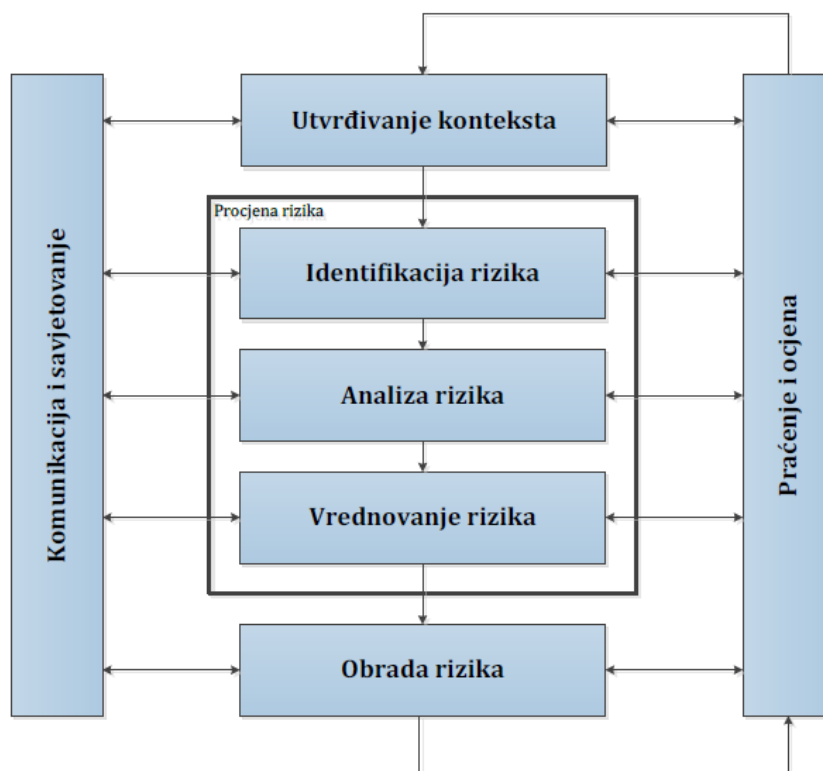 Utvrđivanje konteksta
Procjena rizika
Identifikacija rizika
Analiza rizika
Vrednovanje rizika
Obrada rizika
Komunikacija i savjetovanje
Praćenje i ocjena